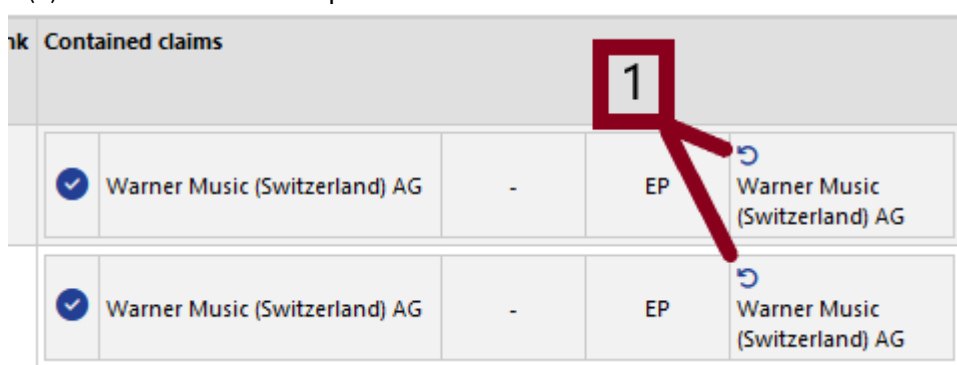 nk Contained claims
1
Warner Music (Switzerland) AG - EP Warner Music
(Switzerland) AG
Warner Music (Switzerland) AG - EP Warner Music
(Switzerland) AG